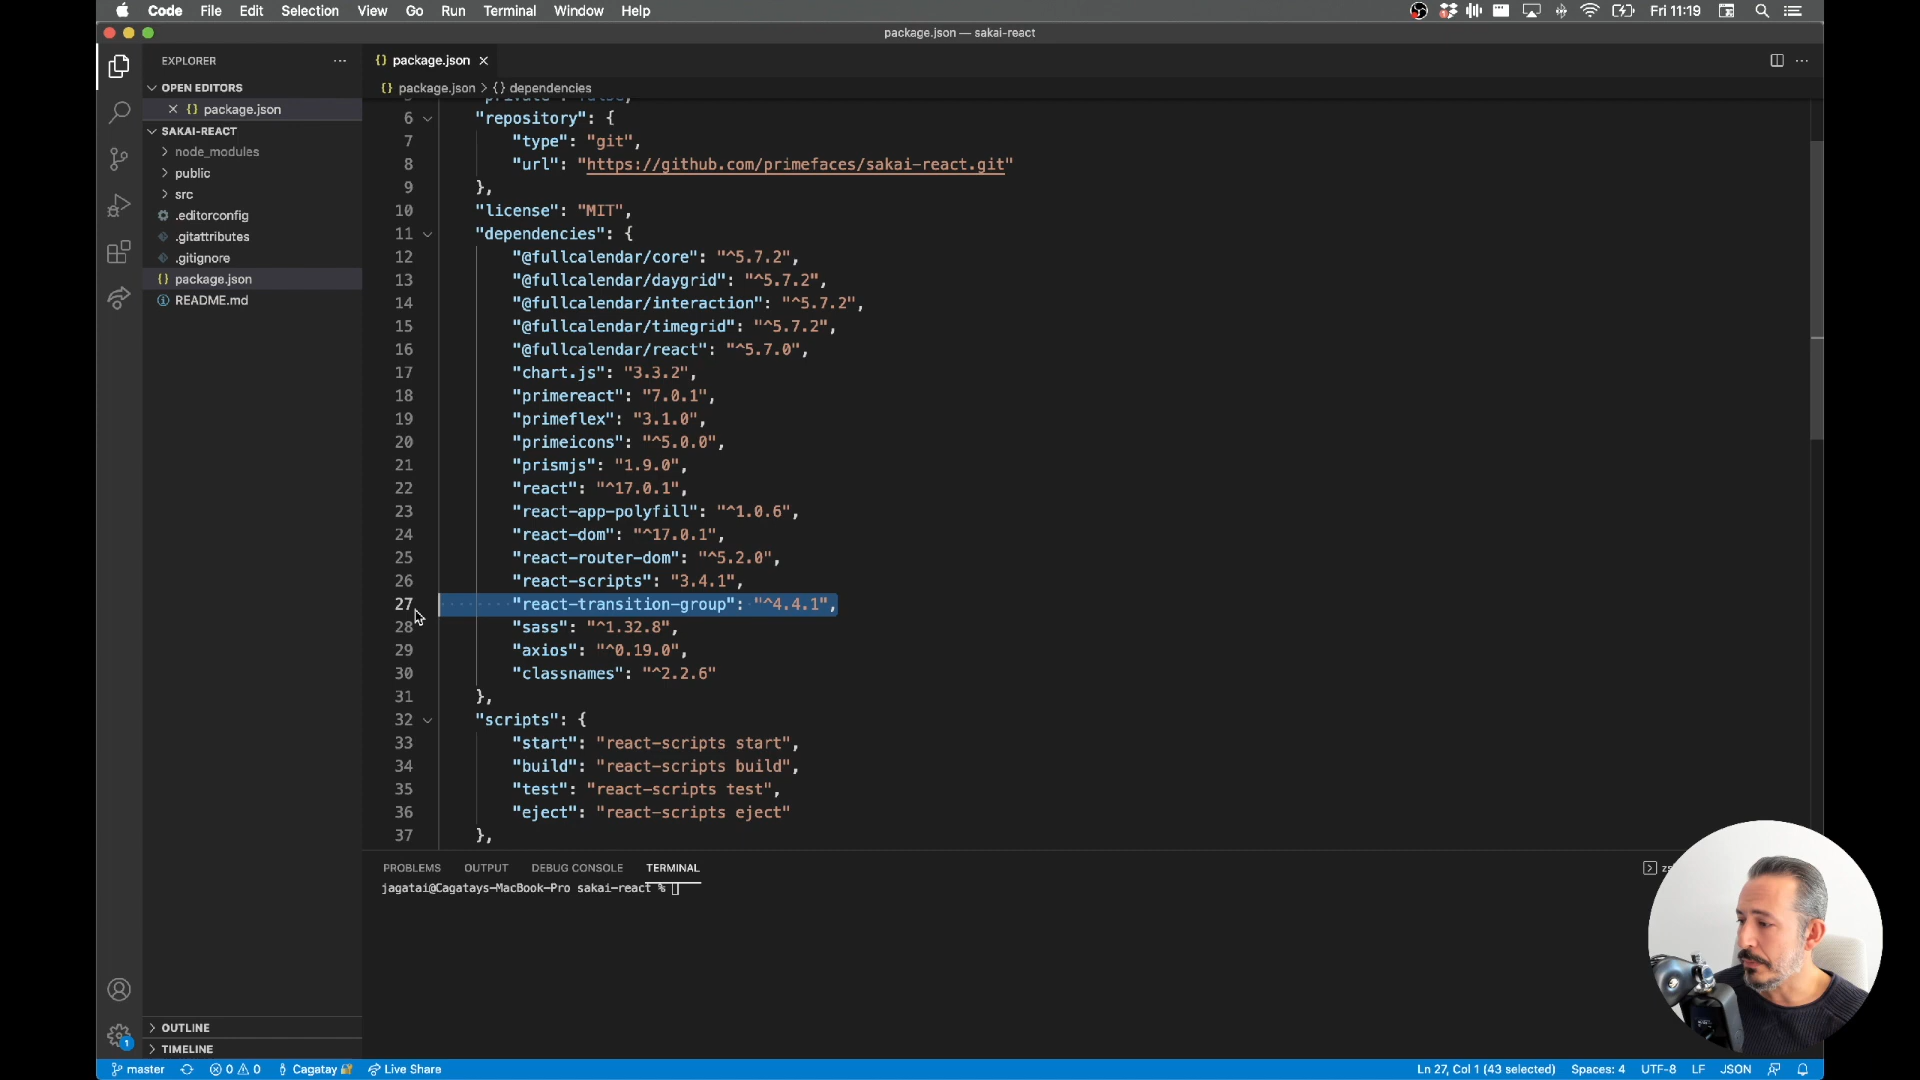 Code File Edit Selection View Go Run Terminal Window Help
Fri 11:19
package.json — sakai-react
EXPLORER
OPEN EDITORS
package.json
SAKAI-REACT
node_modules
public
src
.editorconfig
.gitattributes
.gitignore
package.json
README.md
OUTLINE
TIMELINE
package.json
package.json > {} dependencies
6 "repository": {
7 "type": "git",
8 "url": "https://github.com/primefaces/sakai-react.git"
9 },
10 "license": "MIT",
11 "dependencies": {
12 "@fullcalendar/core": "^5.7.2",
13 "@fullcalendar/daygrid": "^5.7.2",
14 "@fullcalendar/interaction": "^5.7.2",
15 "@fullcalendar/timegrid": "^5.7.2",
16 "@fullcalendar/react": "^5.7.0",
17 "chart.js": "3.3.2",
18 "primereact": "7.0.1",
19 "primeflex": "3.1.0",
20 "primeicons": "^5.0.0",
21 "prismjs": "1.9.0",
22 "react": "^17.0.1",
23 "react-app-polyfill": "^1.0.6",
24 "react-dom": "^17.0.1",
25 "react-router-dom": "^5.2.0",
26 "react-scripts": "3.4.1",
27 "react-transition-group": "^4.4.1",
28 "sass": "^1.32.8",
29 "axios": "^0.19.0",
30 "classnames": "^2.2.6"
31 },
32 "scripts": {
33 "start": "react-scripts start",
34 "build": "react-scripts build",
35 "test": "react-scripts test",
36 "eject": "react-scripts eject"
37 },
PROBLEMS OUTPUT DEBUG CONSOLE TERMINAL
jagatai@Cagatays-MacBook-Pro sakai-react %
master 0 0 Cagatay Live Share
Ln 27, Col 1 (43 selected) Spaces: 4 UTF-8 LF JSON